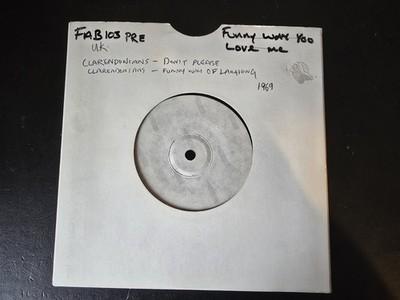 FAB103 PRE
UK
Funny Way You
Love me
CLARENDONIANS - DON'T PLEASE
CLARENDONIANS - FUNNY WAY OF LAUGHING
1969